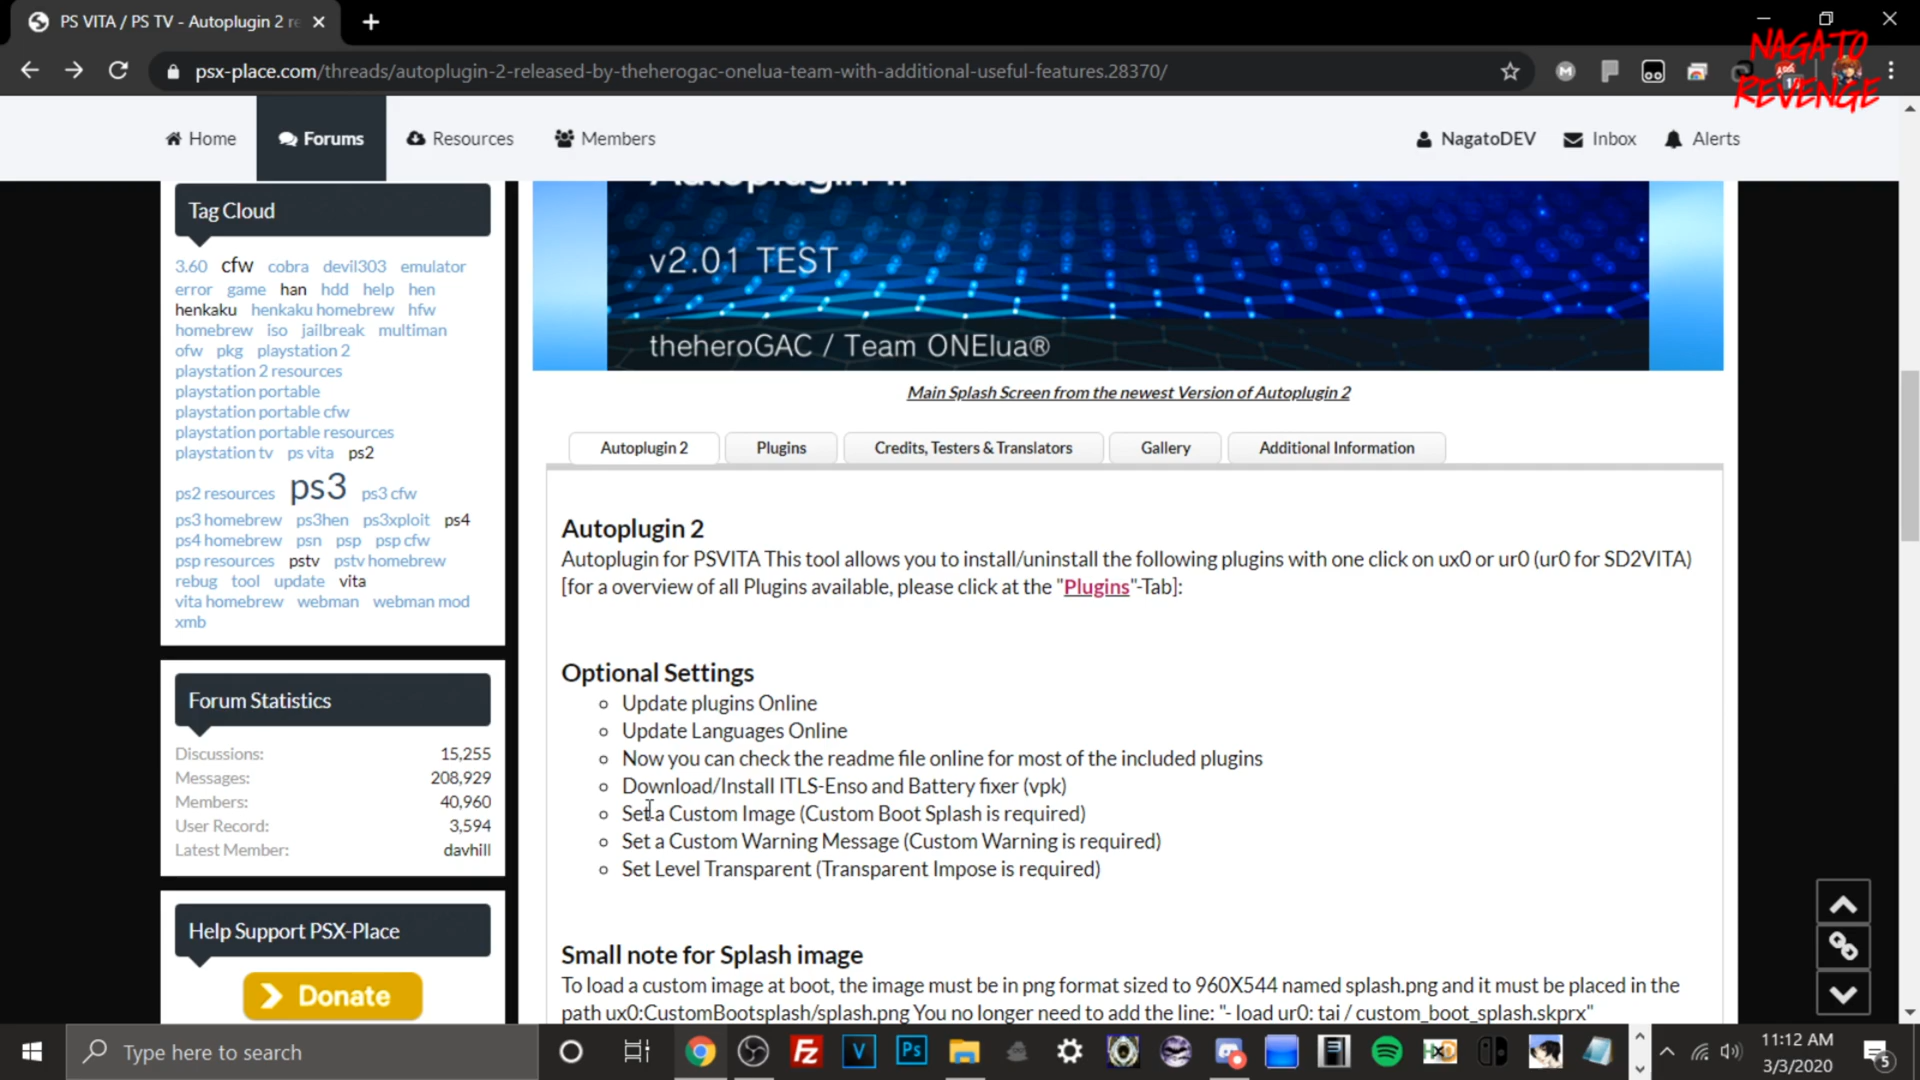 PS VITA / PS TV - Autoplugin 2 re
psx-place.com/threads/autoplugin-2-released-by-theherogac-onelua-team-with-additional-useful-features.28370/
NAGATO
REVENGE
Home
Forums
Resources
Members
NagatoDEV
Inbox
Alerts
Tag Cloud
3.60 cfw cobra devil303 emulator
error game han hdd help hen
henkaku henkaku homebrew hfw
homebrew iso jailbreak multiman
ofw pkg playstation 2
playstation 2 resources
playstation portable
playstation portable cfw
playstation portable resources
playstation tv ps vita ps2
ps2 resources ps3 ps3 cfw
ps3 homebrew ps3hen ps3xploit ps4
ps4 homebrew psn psp psp cfw
psp resources pstv pstv homebrew
rebug tool update vita
vita homebrew webman webman mod
xmb
Forum Statistics
Discussions: 15,255
Messages: 208,929
Members: 40,960
User Record: 3,594
Latest Member: davhill
Help Support PSX-Place
Donate
v2.01 TEST
theheroGAC / Team ONElua®
Main Splash Screen from the newest Version of Autoplugin 2
Autoplugin 2
Plugins
Credits, Testers & Translators
Gallery
Additional Information
Autoplugin 2
Autoplugin for PSVITA This tool allows you to install/uninstall the following plugins with one click on ux0 or ur0 (ur0 for SD2VITA)
[for a overview of all Plugins available, please click at the "Plugins"-Tab]:
Optional Settings
Update plugins Online
Update Languages Online
Now you can check the readme file online for most of the included plugins
Download/Install ITLS-Enso and Battery fixer (vpk)
Set a Custom Image (Custom Boot Splash is required)
Set a Custom Warning Message (Custom Warning is required)
Set Level Transparent (Transparent Impose is required)
Small note for Splash image
To load a custom image at boot, the image must be in png format sized to 960X544 named splash.png and it must be placed in the
path ux0:CustomBootsplash/splash.png You no longer need to add the line: "- load ur0: tai / custom_boot_splash.skprx"
Type here to search
11:12 AM
3/3/2020
5